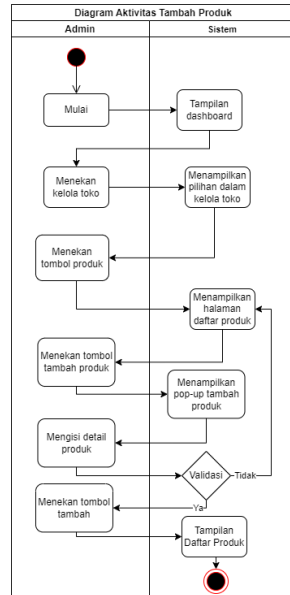 Diagram Aktivitas Tambah Produk
Admin
Sistem
Mulai
Tampilan
dashboard
Menekan
kelola toko
Menampilkan
pilihan dalam
kelola toko
Menekan
tombol produk
Menampilkan
halaman
daftar produk
Menekan tombol
tambah produk
Menampilkan
pop-up tambah
produk
Mengisi detail
produk
Validasi
Tidak
Ya
Menekan tombol
tambah
Tampilan
Daftar Produk